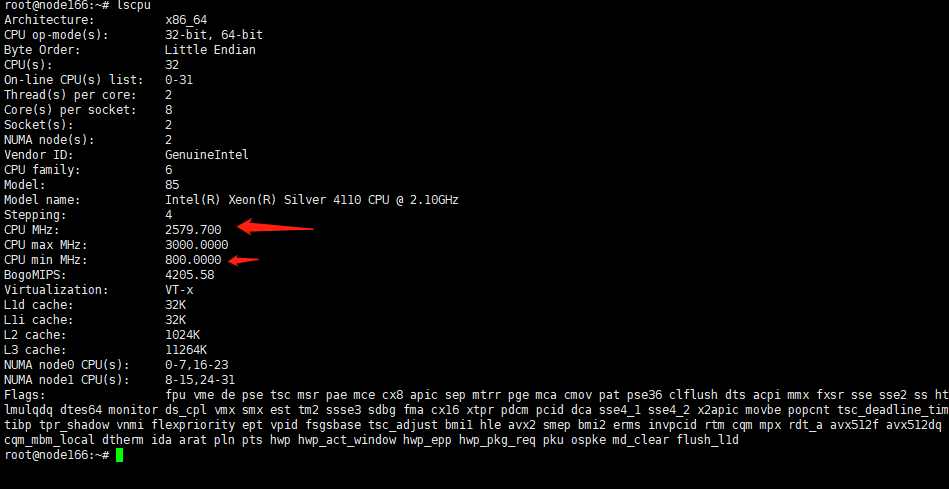 root@node166:~# lscpu
Architecture:          x86_64
CPU op-mode(s):        32-bit, 64-bit
Byte Order:            Little Endian
CPU(s):                32
On-line CPU(s) list:   0-31
Thread(s) per core:    2
Core(s) per socket:    8
Socket(s):             2
NUMA node(s):          2
Vendor ID:             GenuineIntel
CPU family:            6
Model:                 85
Model name:            Intel(R) Xeon(R) Silver 4110 CPU @ 2.10GHz
Stepping:              4
CPU MHz:               2579.700
CPU max MHz:           3000.0000
CPU min MHz:           800.0000
BogoMIPS:              4205.58
Virtualization:        VT-x
L1d cache:             32K
L1i cache:             32K
L2 cache:              1024K
L3 cache:              11264K
NUMA node0 CPU(s):     0-7,16-23
NUMA node1 CPU(s):     8-15,24-31
Flags:                 fpu vme de pse tsc msr pae mce cx8 apic sep mtrr pge mca cmov pat pse36 clflush dts acpi mmx fxsr sse sse2 ss ht
lmulqdq dtes64 monitor ds_cpl vmx smx est tm2 ssse3 sdbg fma cx16 xtpr pdcm pcid dca sse4_1 sse4_2 x2apic movbe popcnt tsc_deadline_tim
tibp tpr_shadow vnmi flexpriority ept vpid fsgsbase tsc_adjust bmi1 hle avx2 smep bmi2 erms invpcid rtm cqm mpx rdt_a avx512f avx512dq
cqm_mbm_local dtherm ida arat pln pts hwp hwp_act_window hwp_epp hwp_pkg_req pku ospke md_clear flush_l1d
root@node166:~#